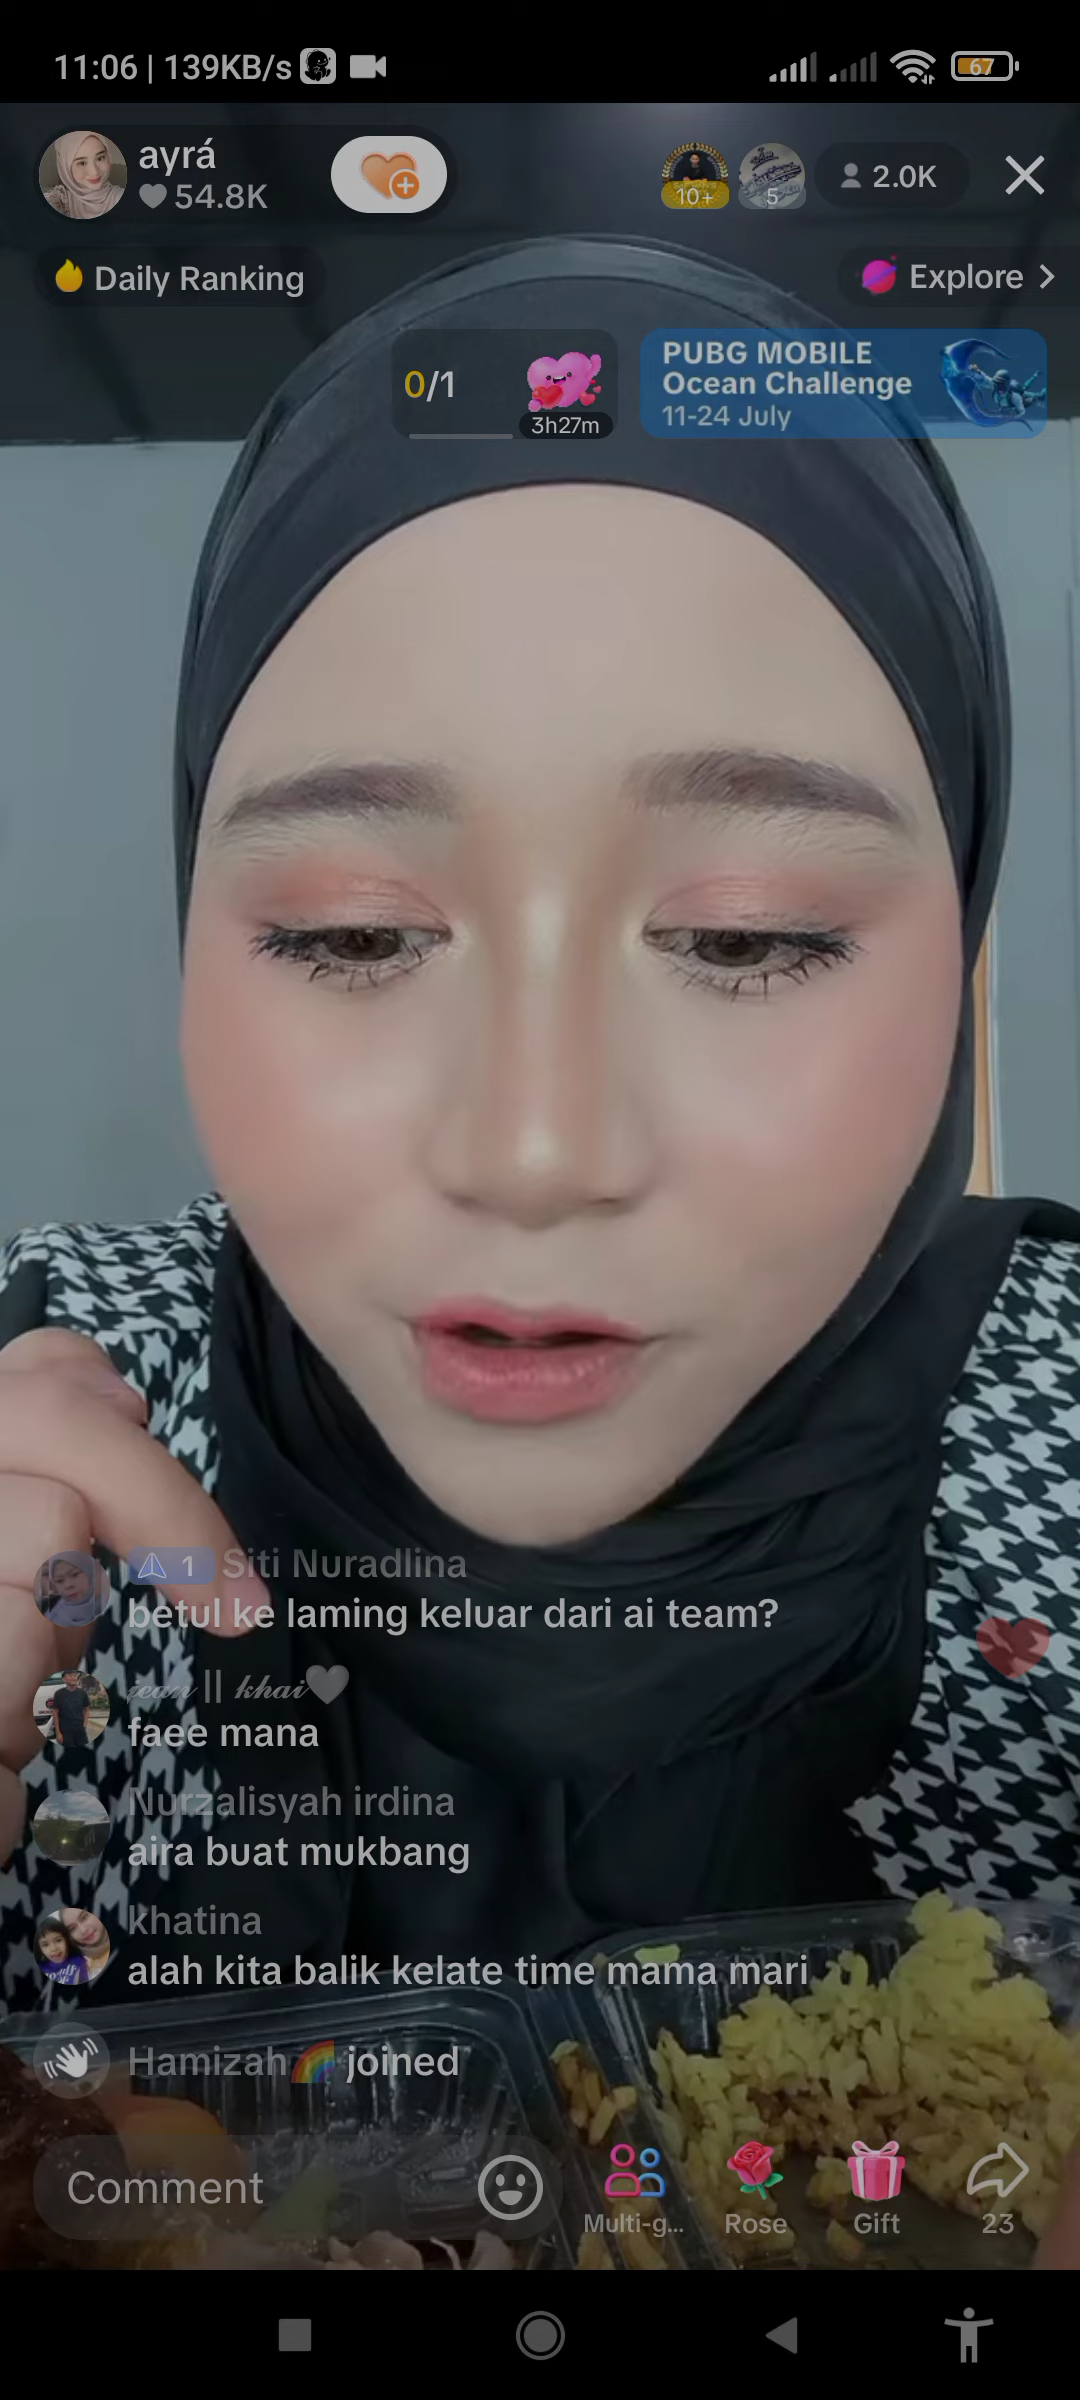 11:06 | 139KB/s
67
ayrá
54.8K
10+
5
2.0K
Daily Ranking
Explore
0/1
3h27m
PUBG MOBILE
Ocean Challenge
11-24 July
1 Siti Nuradlina
betul ke laming keluar dari ai team?
jean || khai
faee mana
Nurzalisyah irdina
aira buat mukbang
khatina
alah kita balik kelate time mama mari
Hamizah joined
Comment
Multi-g...
Rose
Gift
23